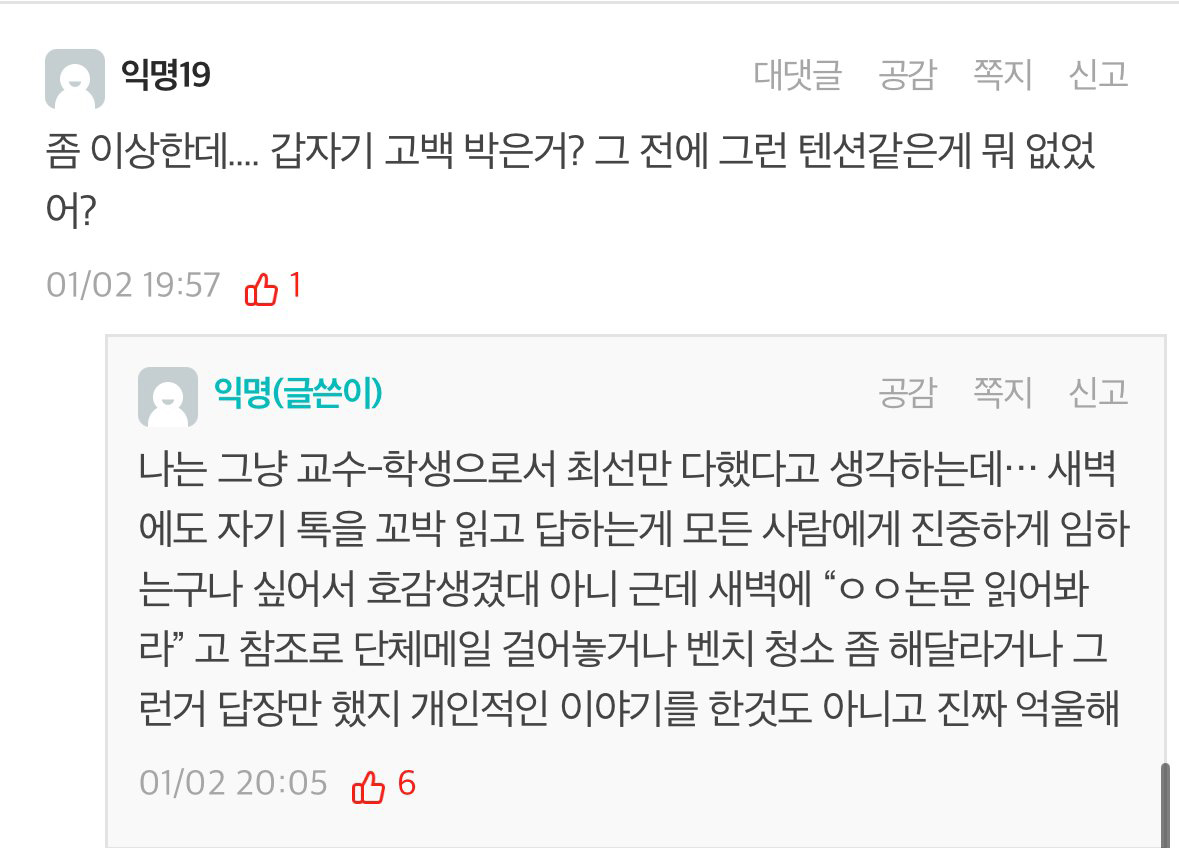 익명19 대댓글 공감 쪽지 신고
좀 이상한데.... 갑자기 고백 박은거? 그 전에 그런 텐션같은게 뭐 없었
어?
01/02 19:57 1
익명(글쓴이) 공감 쪽지 신고
나는 그냥 교수-학생으로서 최선만 다했다고 생각하는데… 새벽
에도 자기 톡을 꼬박 읽고 답하는게 모든 사람에게 진중하게 임하
는구나 싶어서 호감생겼대 아니 근데 새벽에 “ㅇㅇ논문 읽어봐
라” 고 참조로 단체메일 걸어놓거나 벤치 청소 좀 해달라거나 그
런거 답장만 했지 개인적인 이야기를 한것도 아니고 진짜 억울해
01/02 20:05 6